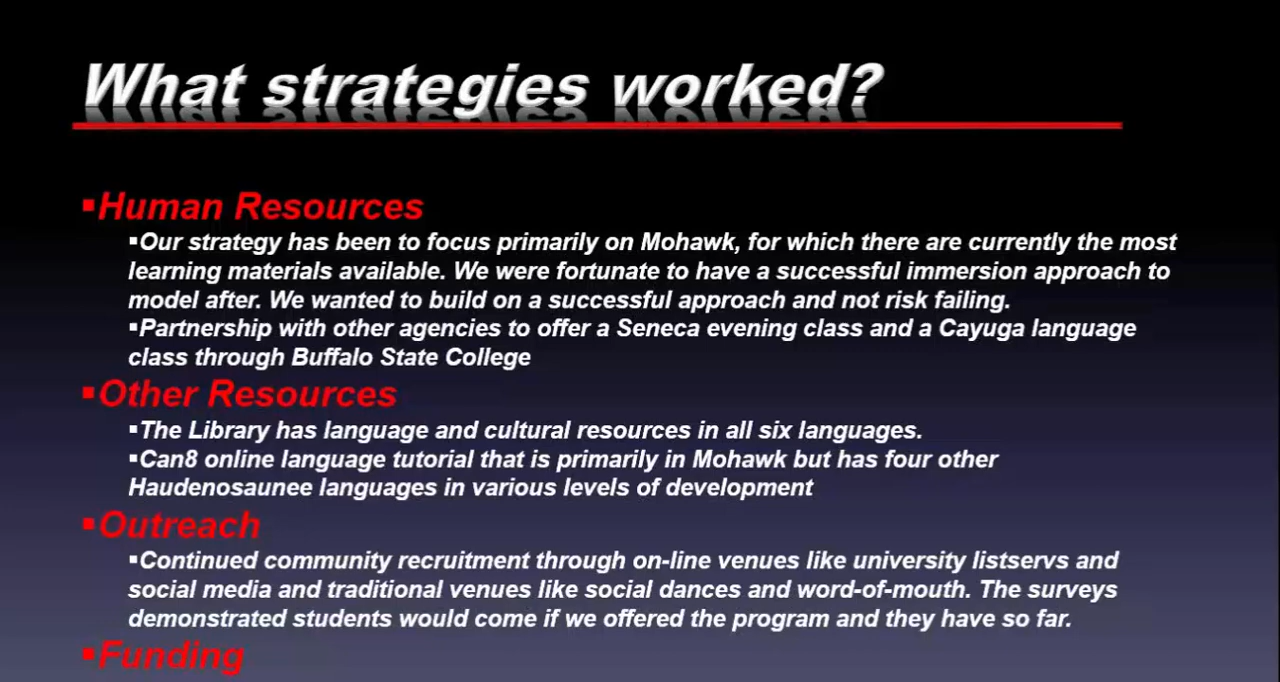 What strategies worked?
▪Human Resources
▪Our strategy has been to focus primarily on Mohawk, for which there are currently the most
learning materials available. We were fortunate to have a successful immersion approach to
model after. We wanted to build on a successful approach and not risk failing.
▪Partnership with other agencies to offer a Seneca evening class and a Cayuga language
class through Buffalo State College
▪Other Resources
▪The Library has language and cultural resources in all six languages.
▪Can8 online language tutorial that is primarily in Mohawk but has four other
Haudenosaunee languages in various levels of development
▪Outreach
▪Continued community recruitment through on-line venues like university listservs and
social media and traditional venues like social dances and word-of-mouth. The surveys
demonstrated students would come if we offered the program and they have so far.
▪Funding